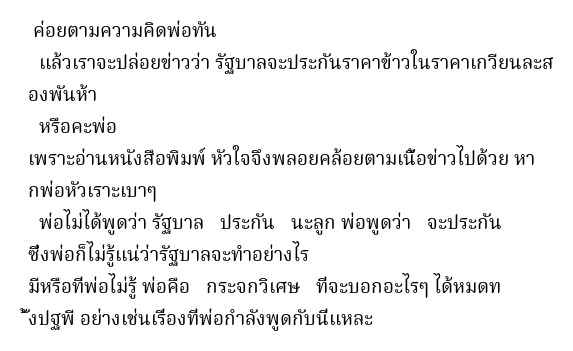 ค่อยตามความคิดพ่อทัน
แล้วเราจะปล่อยข่าวว่า รัฐบาลจะประกันราคาข้าวในราคาเกวียนละส
องพันห้า
หรือคะพ่อ
เพราะอ่านหนังสือพิมพ์ หัวใจจึงพลอยคล้อยตามเนื้อข่าวไปด้วย หา
กพ่อหัวเราะเบาๆ
พ่อไม่ได้พูดว่า รัฐบาล ประกัน นะลูก พ่อพูดว่า จะประกัน
ซึ่งพ่อก็ไม่รู้แน่ว่ารัฐบาลจะทำอย่างไร
มีหรือที่พ่อไม่รู้ พ่อคือ กระจกวิเศษ ที่จะบอกอะไรๆ ได้หมดท
ั้งปฐพี อย่างเช่นเรื่องที่พ่อกำลังพูดกับนี่แหละ